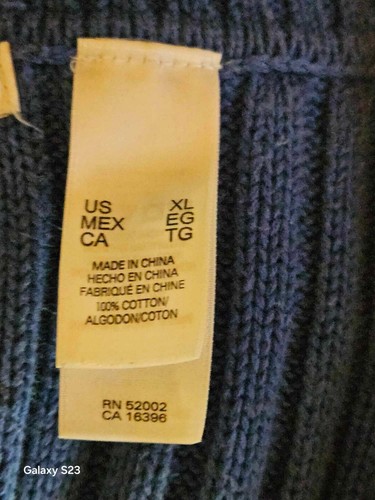 US XL
MEX EG
CA TG
MADE IN CHINA
HECHO EN CHINA
FABRIQUÉ EN CHINE
100% COTTON/
ALGODON/COTON
RN 52002
CA 16396
Galaxy S23